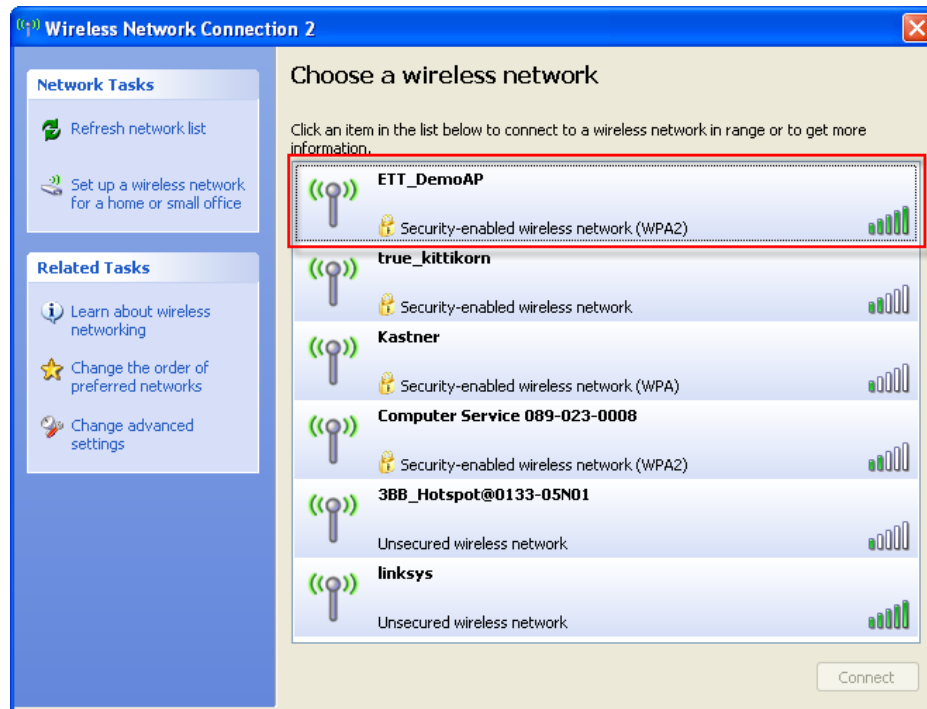 Wireless Network Connection 2
Network Tasks
Refresh network list
Set up a wireless network
for a home or small office
Related Tasks
Learn about wireless
networking
Change the order of
preferred networks
Change advanced
settings
Choose a wireless network
Click an item in the list below to connect to a wireless network in range or to get more
information.
ETT_DemoAP
Security-enabled wireless network (WPA2)
true_kittikorn
Security-enabled wireless network
Kastner
Security-enabled wireless network (WPA)
Computer Service 089-023-0008
Security-enabled wireless network (WPA2)
3BB_Hotspot@0133-05N01
Unsecured wireless network
linksys
Unsecured wireless network
Connect